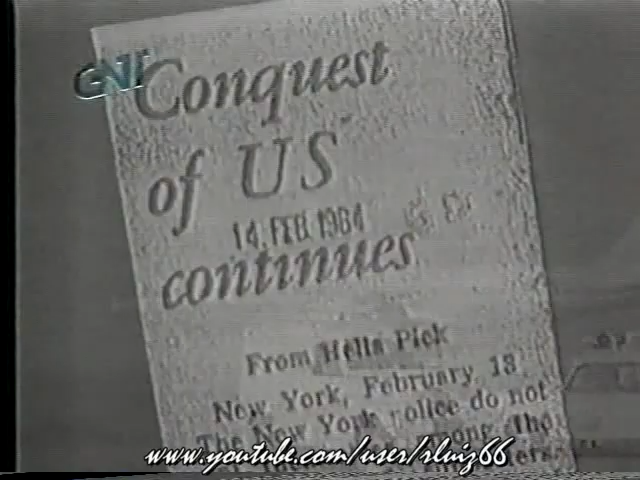 GNT
Conquest
of US
14 FEB 1964
continues
From Hella Pick
New York, February 13.
The New York police do not
among
www.youtube.com/user/rluiz66